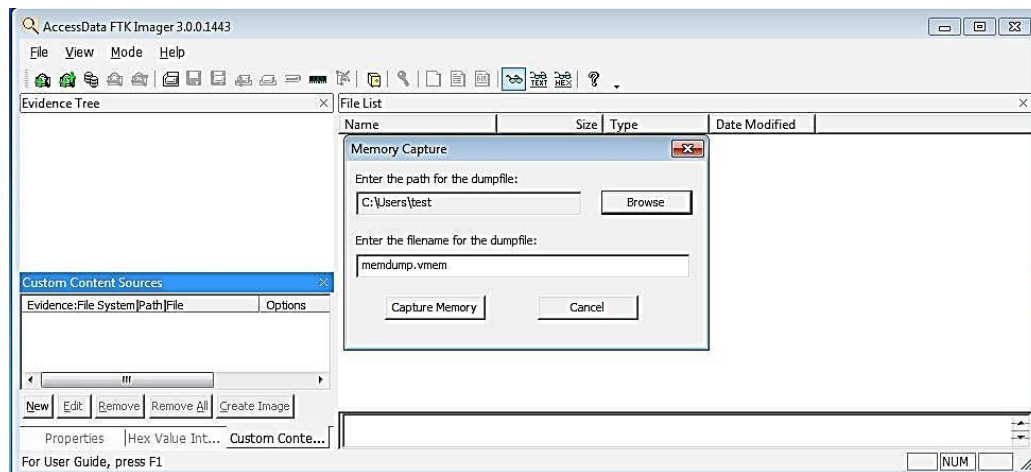 AccessData FTK Imager 3.0.0.1443
File View Mode Help
TEXT HEX ?
Evidence Tree
File List
Name Size Type Date Modified
Memory Capture
Enter the path for the dumpfile:
C:\Users\test Browse
Enter the filename for the dumpfile:
memdump.vmem
Capture Memory Cancel
Custom Content Sources
Evidence:File System|Path|File Options
New Edit Remove Remove All Create Image
Properties Hex Value Int... Custom Conte...
For User Guide, press F1 NUM